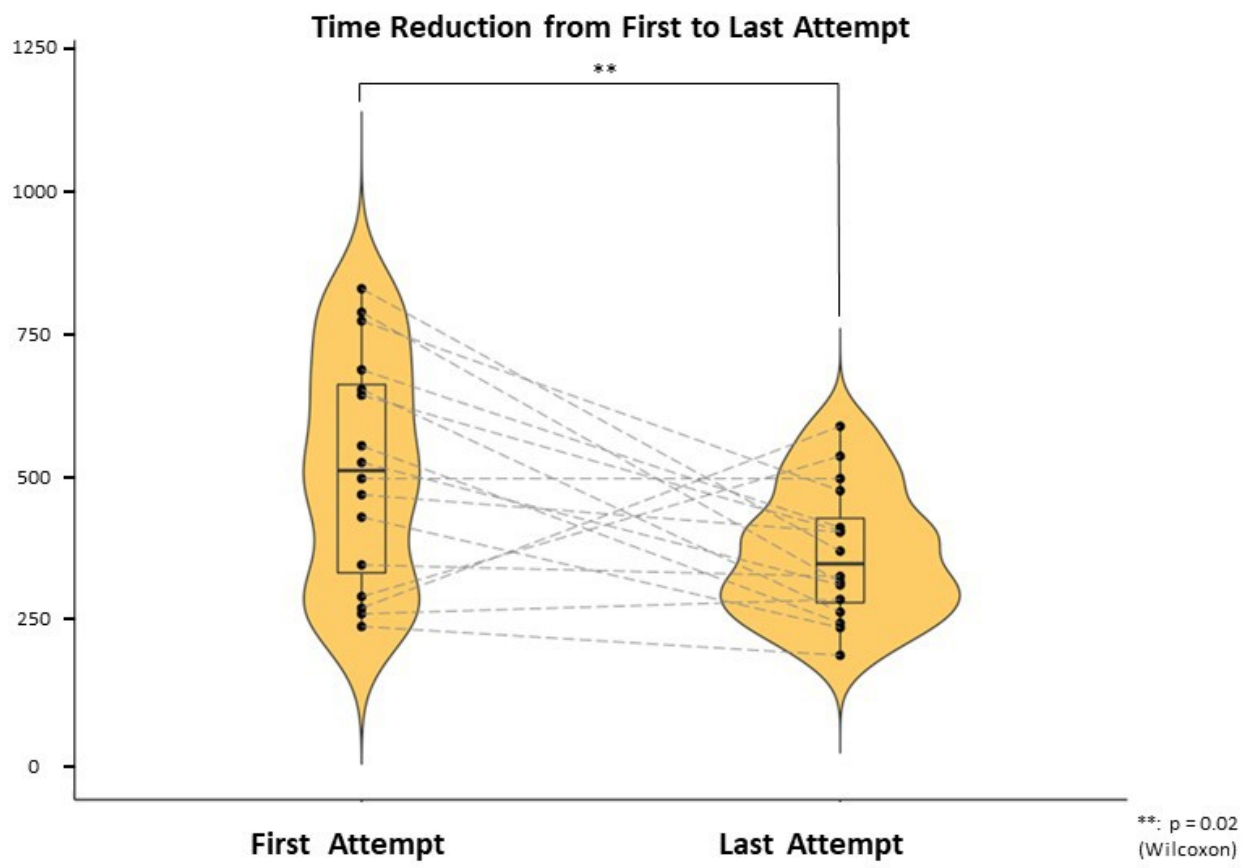 Time Reduction from First to Last Attempt
1250
**
1000
750
500
250
0
First Attempt
Last Attempt
**: p = 0.02
(Wilcoxon)